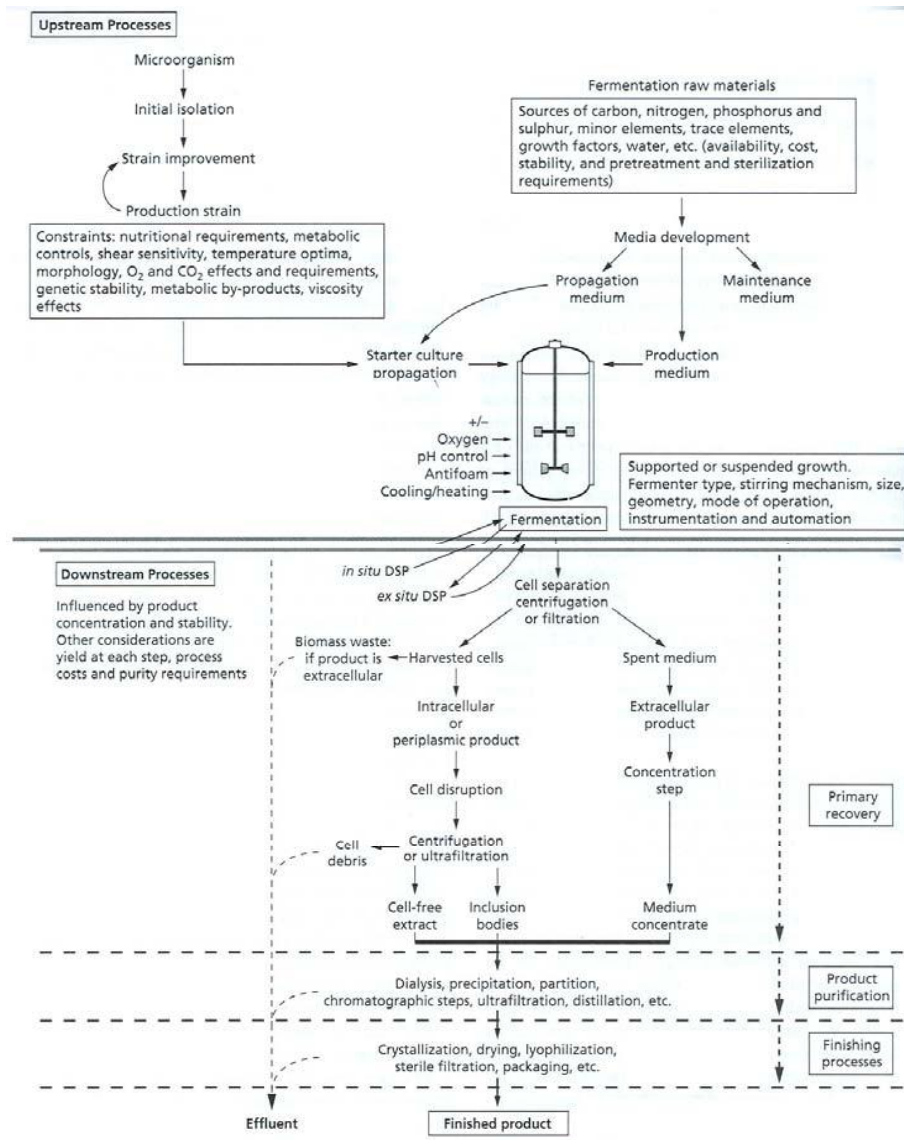 Upstream Processes
Microorganism
Initial isolation
Strain improvement
Production strain
Constraints: nutritional requirements, metabolic
controls, shear sensitivity, temperature optima,
morphology, O₂ and CO₂ effects and requirements,
genetic stability, metabolic by-products, viscosity
effects
Fermentation raw materials
Sources of carbon, nitrogen, phosphorus and
sulphur, minor elements, trace elements,
growth factors, water, etc. (availability, cost,
stability, and pretreatment and sterilization
requirements)
Media development
Propagation
medium
Maintenance
medium
Starter culture
propagation
Production
medium
+/−
Oxygen
pH control
Antifoam
Cooling/heating
Fermentation
Supported or suspended growth.
Fermenter type, stirring mechanism, size,
geometry, mode of operation,
instrumentation and automation
Downstream Processes
Influenced by product
concentration and stability.
Other considerations are
yield at each step, process
costs and purity requirements
in situ DSP
ex situ DSP
Cell separation
centrifugation
or filtration
Biomass waste:
if product is
extracellular
Harvested cells
Spent medium
Intracellular
or
periplasmic product
Extracellular
product
Cell disruption
Concentration
step
Primary
recovery
Cell
debris
Centrifugation
or ultrafiltration
Cell-free
extract
Inclusion
bodies
Medium
concentrate
Dialysis, precipitation, partition,
chromatographic steps, ultrafiltration, distillation, etc.
Product
purification
Crystallization, drying, lyophilization,
sterile filtration, packaging, etc.
Finishing
processes
Effluent
Finished product